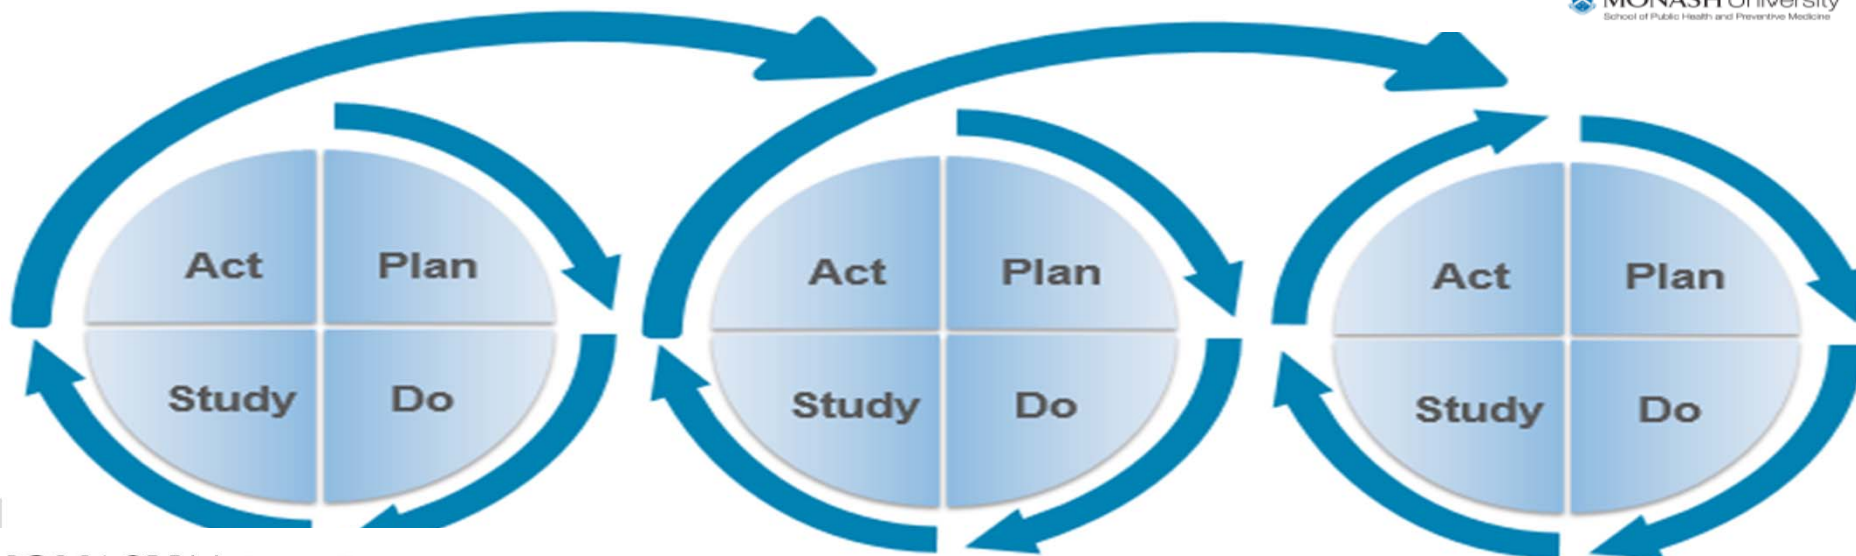 MONASH University
School of Public Health and Preventive Medicine
Act Plan
Study Do
Act Plan
Study Do
Act Plan
Study Do